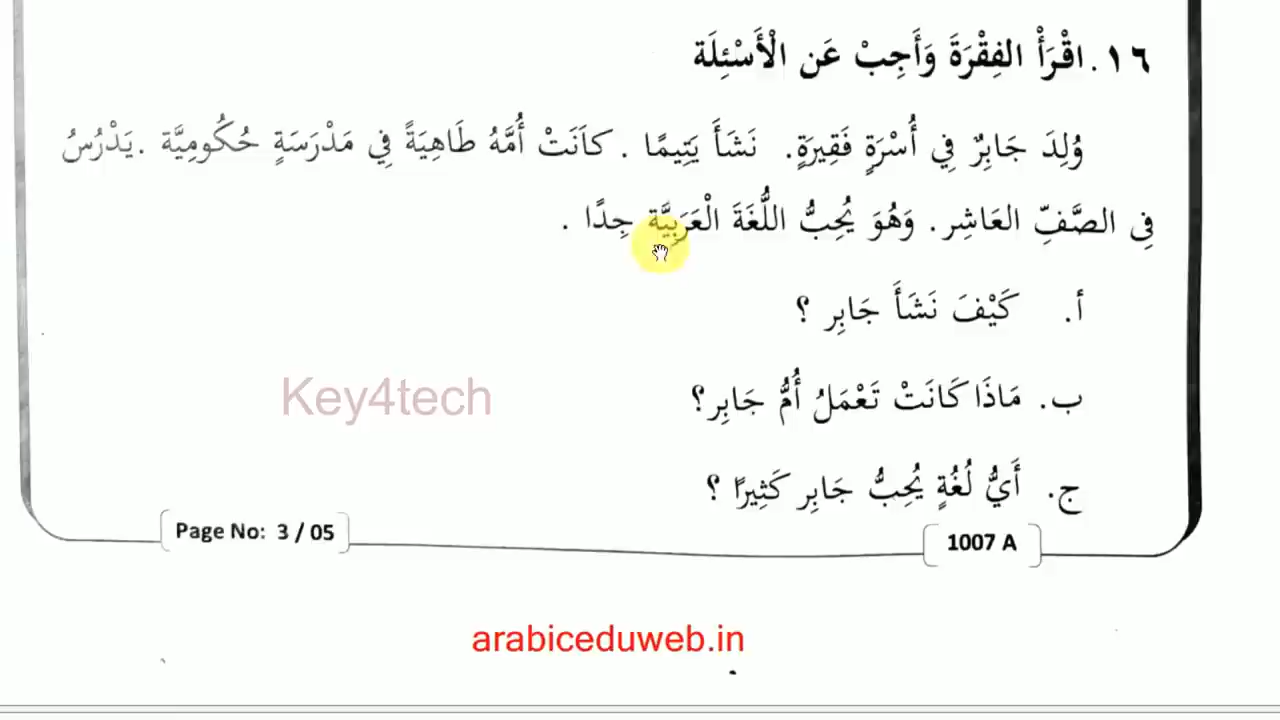 ١٦. اقْرَأْ الفِقْرَةَ وَأَجِبْ عَن الْأَسْئِلَة
وُلِدَ جَابِرٌ فِي أُسْرَةٍ فَقِيرَةٍ. نَشَأَ يَتِيمًا . كاَنَتْ أُمَّهُ طَاهِيَةً فِي مَدْرَسَةٍ حُكُومِيَّة .يَدْرُسُ
فِى الصَّفِّ العَاشِر. وَهُوَ يُحِبُّ اللُّغَةَ الْعَرَبِيَّة جِدًا .
أ. كَيْفَ نَشَأَ جَابِر ؟
ب. مَاذَا كَانَتْ تَعْمَلُ أُمُّ جَابِر؟
Key4tech
ج. أَيُّ لُغُةٍ يُحِبُّ جَابِر كَثِيرًا ؟
Page No: 3 / 05
1007 A
arabiceduweb.in